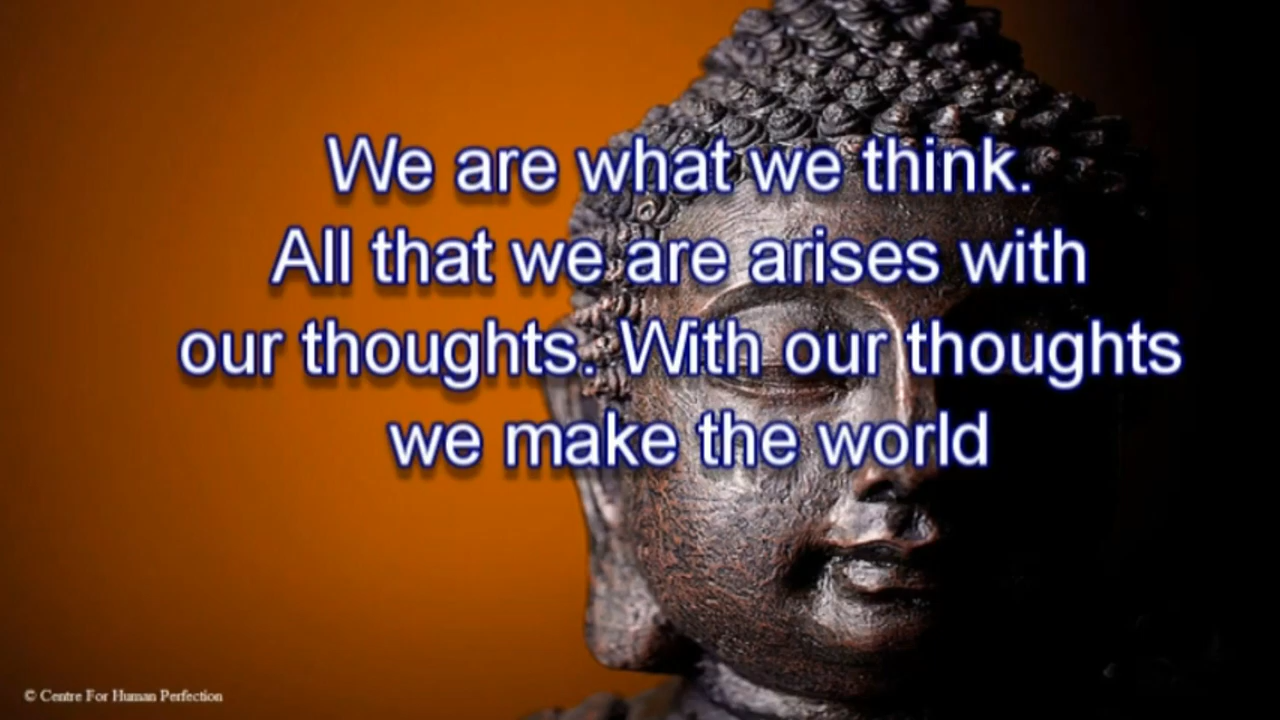 We are what we think.
All that we are arises with
our thoughts. With our thoughts
we make the world
© Centre For Human Perfection